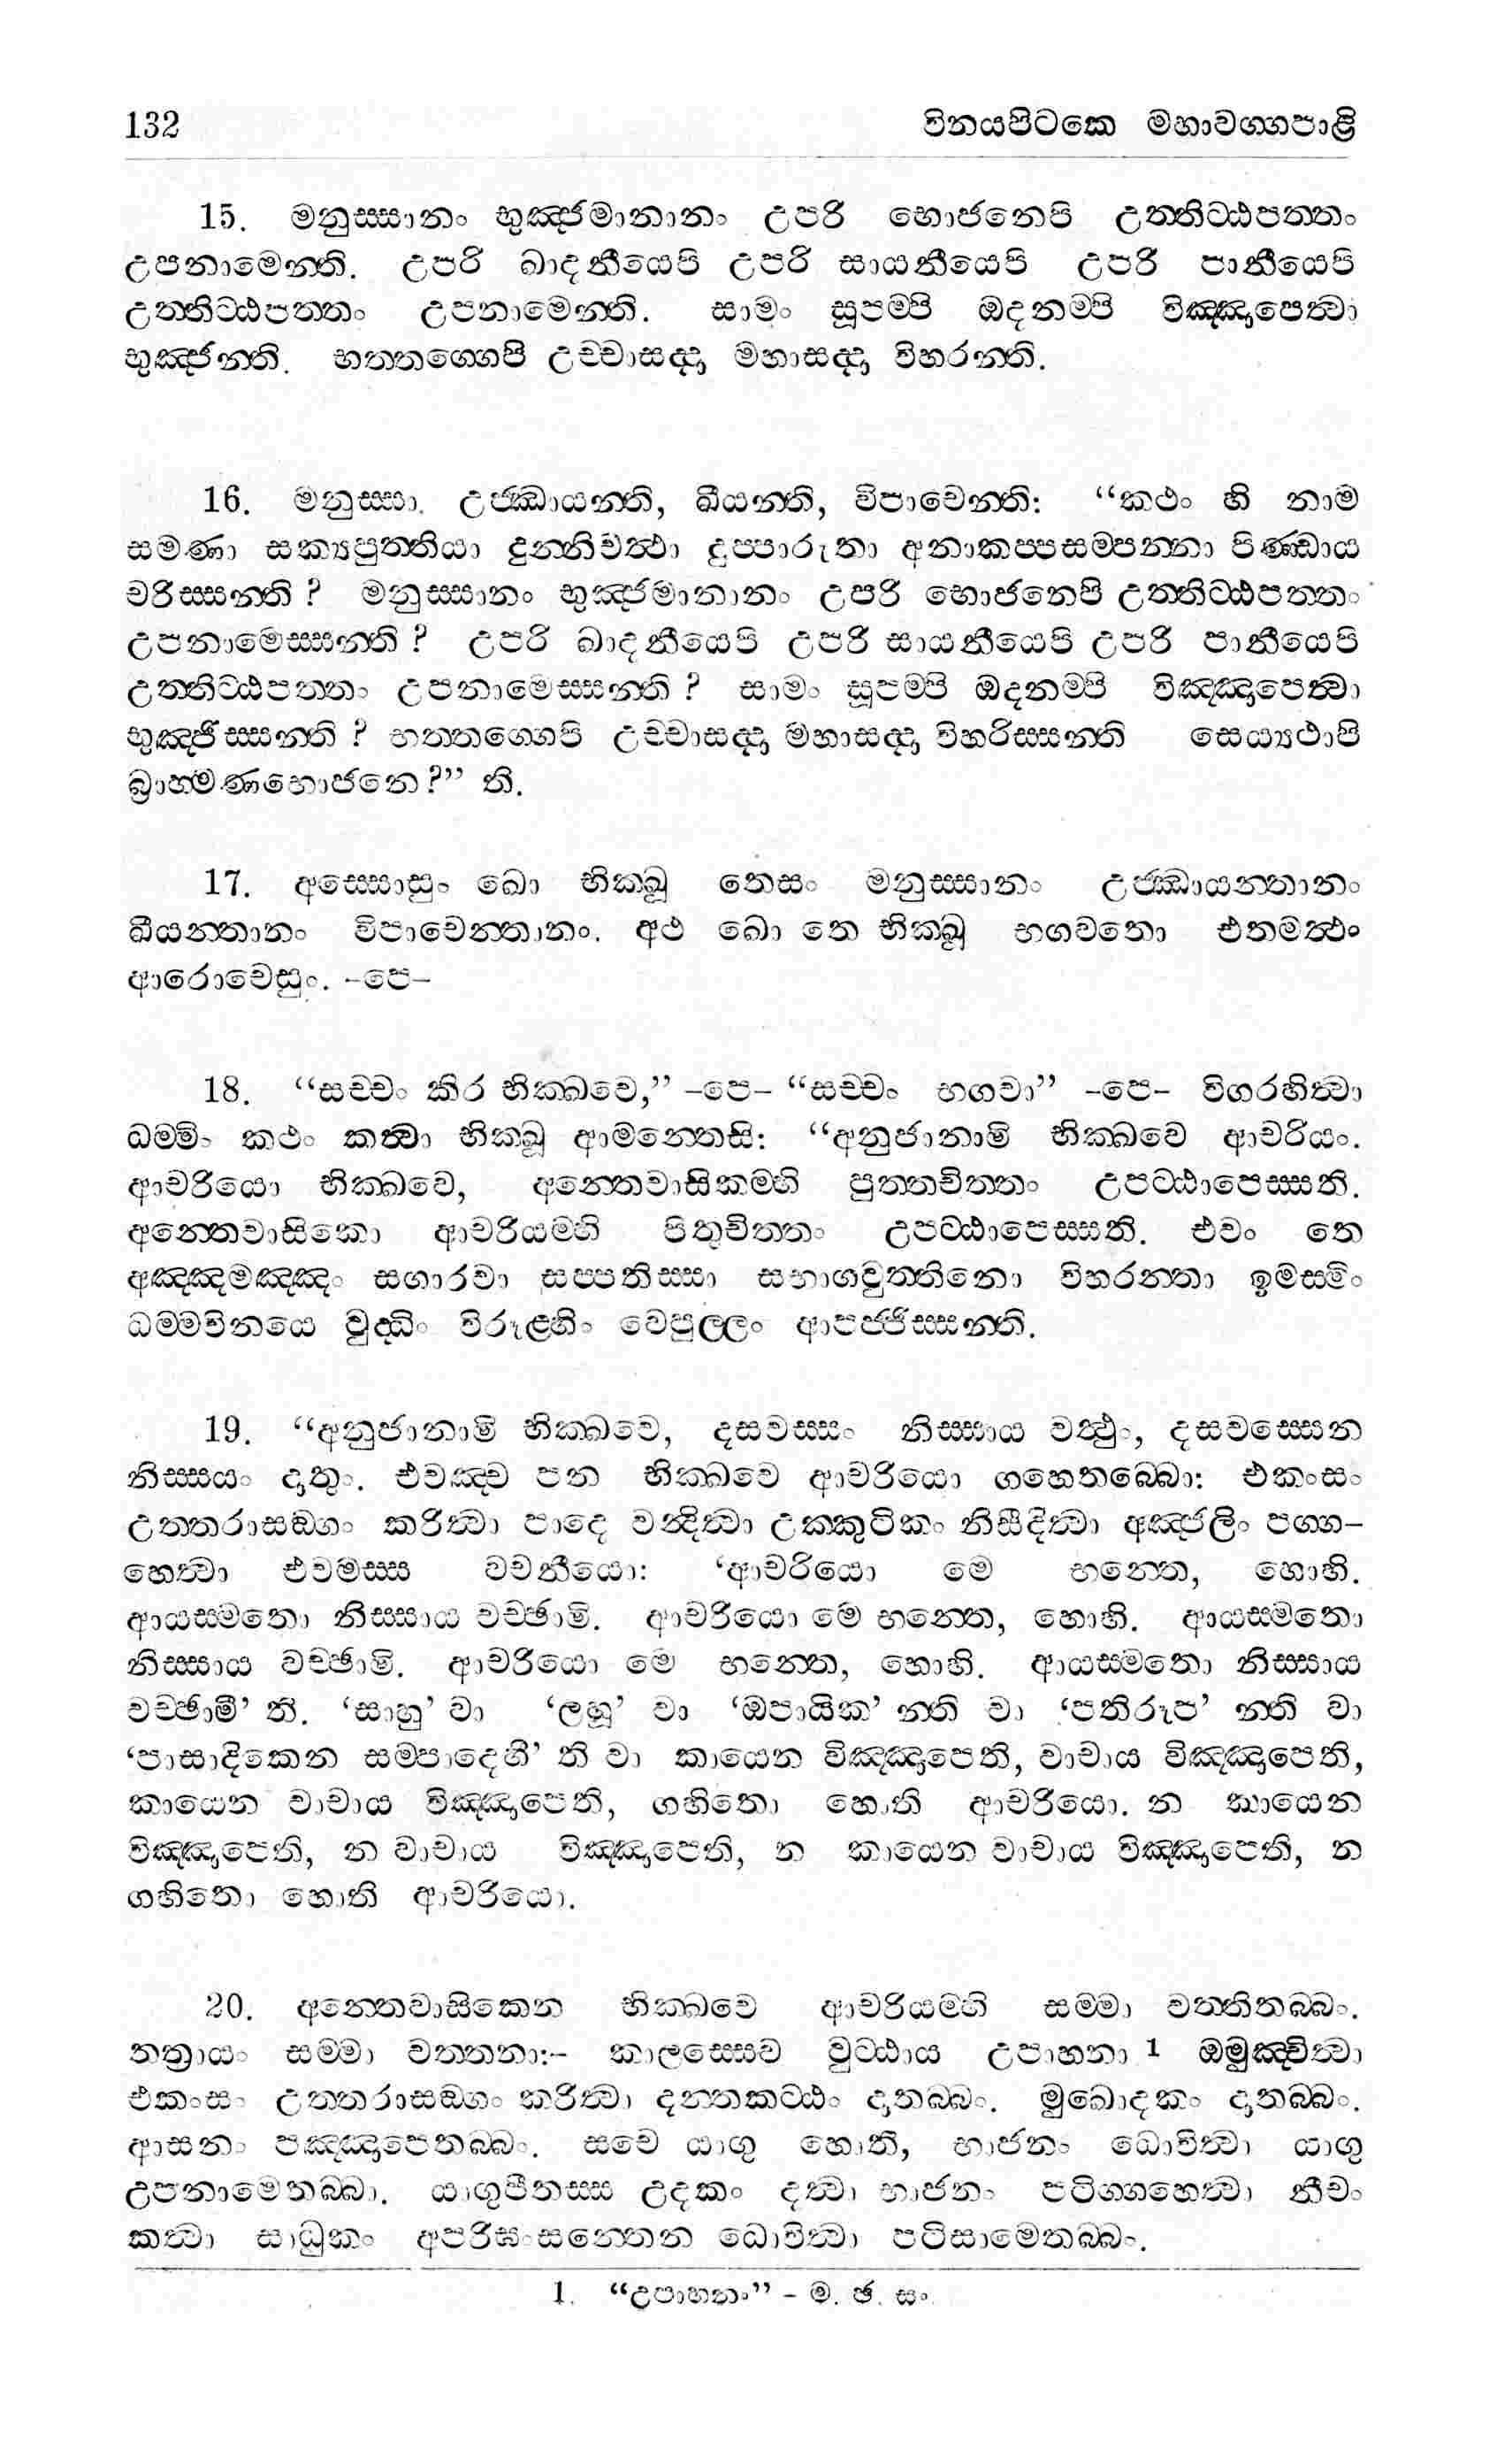 132 විනයපිටකෙ මහාවග්ගපාළි
15. මනුස්සානං භුඤ්ජමානානං උපරි භොජනෙපි උත්තිට්ඨපත්තං
උපනාමෙන්ති. උපරි ඛාදනීයෙපි උපරි සායනීයෙපි උපරි පානීයෙපි
උත්තිට්ඨපත්තං උපනාමෙන්ති. සාමං සූපම්පි ඔදනම්පි විඤ්ඤාපෙත්වා
භුඤ්ජන්ති. භත්තග්ගෙපි උච්චාසද්දා මහාසද්දා විහරන්ති.
16. මනුස්සා උජ්ඣායන්ති, ඛීයන්ති, විපාචෙන්ති: “කථං හි නාම
සමණා සක්‍යපුත්තියා දුන්නිවත්ථා දුප්පාරුතා අනාකප්පසම්පන්නා පිණ්ඩාය
චරිස්සන්ති ? මනුස්සානං භුඤ්ජමානානං උපරි භොජනෙපි උත්තිට්ඨපත්තං
උපනාමෙස්සන්ති ? උපරි ඛාදනීයෙපි උපරි සායනීයෙපි උපරි පානීයෙපි
උත්තිට්ඨපත්තං උපනාමෙස්සන්ති ? සාමං සූපම්පි ඔදනම්පි විඤ්ඤාපෙත්වා
භුඤ්ජිස්සන්ති ? භත්තග්ගෙපි උච්චාසද්දා මහාසද්දා විහරිස්සන්ති සෙය්‍යථාපි
බ්‍රාහ්මණභොජනෙ ?” ති.
17. අස්සොසුං ඛො භික්ඛූ තෙසං මනුස්සානං උජ්ඣායන්තානං
ඛීයන්තානං විපාචෙන්තානං. අථ ඛො තෙ භික්ඛූ භගවතො එතමත්ථං
ආරොචෙසුං. –පෙ–
18. “සච්චං කිර භික්ඛවෙ,” –පෙ– “සච්චං භගවා” –පෙ– විගරහිත්වා
ධම්මිං කථං කත්වා භික්ඛූ ආමන්තෙසි: “අනුජානාමි භික්ඛවෙ ආචරියං.
ආචරියො භික්ඛවෙ, අන්තෙවාසිකම්හි පුත්තචිත්තං උපට්ඨාපෙස්සති.
අන්තෙවාසිකො ආචරියම්හි පිතුචිත්තං උපට්ඨාපෙස්සති. එවං තෙ
අඤ්ඤමඤ්ඤං සගාරවා සප්පතිස්සා සභාගවුත්තිනො විහරන්තා ඉමස්මිං
ධම්මවිනයෙ වුද්ධිං විරූළ්හිං වෙපුල්ලං ආපජ්ජිස්සන්ති.
19. “අනුජානාමි භික්ඛවෙ, දසවස්සං නිස්සාය වත්ථුං, දසවස්සෙන
නිස්සයං දාතුං. එවඤ්ච පන භික්ඛවෙ ආචරියො ගහෙතබ්බො: එකංසං
උත්තරාසඞ්ගං කරිත්වා පාදෙ වන්දිත්වා උක්කුටිකං නිසීදිත්වා අඤ්ජලිං පග්ග–
හෙත්වා එවමස්ස වචනීයො: ‘ආචරියො මෙ භන්තෙ, හොහි.
ආයස්මතො නිස්සාය වච්ඡාමි. ආචරියො මෙ භන්තෙ, හොහි. ආයස්මතො
නිස්සාය වච්ඡාමි. ආචරියො මෙ භන්තෙ, හොහි. ආයස්මතො නිස්සාය
වච්ඡාමී’ ති. ‘සාහු’ වා ‘ලහූ’ වා ‘ඔපායික’ න්ති වා ‘පතිරූප’ න්ති වා
‘පාසාදිකෙන සම්පාදෙහී’ ති වා කායෙන විඤ්ඤාපෙති, වාචාය විඤ්ඤාපෙති,
කායෙන වාචාය විඤ්ඤාපෙති, ගහිතො හොති ආචරියො. න කායෙන
විඤ්ඤාපෙති, න වාචාය විඤ්ඤාපෙති, න කායෙන වාචාය විඤ්ඤාපෙති, න
ගහිතො හොති ආචරියො.
20. අන්තෙවාසිකෙන භික්ඛවෙ ආචරියම්හි සම්මා වත්තිතබ්බං.
තත්‍රායං සම්මා වත්තනා:– කාලස්සෙව වුට්ඨාය උපාහනා 1 ඔමුඤ්චිත්වා
එකංසං උත්තරාසඞ්ගං කරිත්වා දන්තකට්ඨං දාතබ්බං. මුඛොදකං දාතබ්බං.
ආසනං පඤ්ඤාපෙතබ්බං. සචෙ යාගු හොති, භාජනං ධොවිත්වා යාගු
උපනාමෙතබ්බා. යාගුපීතස්ස උදකං දත්වා භාජනං පටිග්ගහෙත්වා නීචං
කත්වා සාධුකං අපරිඝංසන්තෙන ධොවිත්වා පටිසාමෙතබ්බං.
1. “උපාහනං” – ම. ඡ. සං.